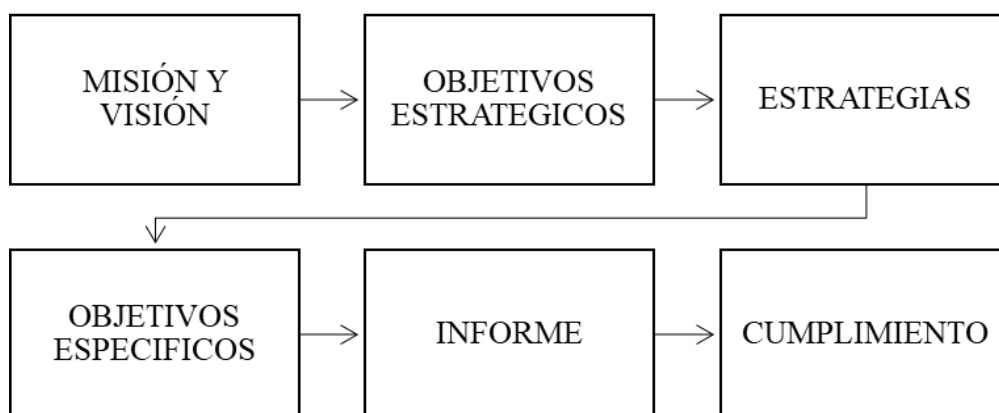 MISIÓN Y
VISIÓN
OBJETIVOS
ESTRATEGICOS
ESTRATEGIAS
OBJETIVOS
ESPECIFICOS
INFORME
CUMPLIMIENTO